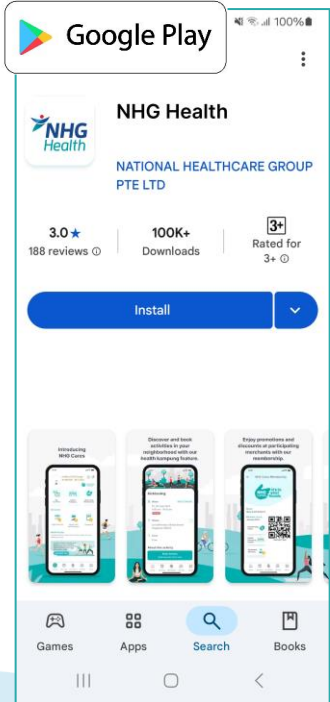 Google Play
100%
NHG
Health
NHG Health
NATIONAL HEALTHCARE GROUP
PTE LTD
3.0★
188 reviews
100K+
Downloads
3+
Rated for
3+
Install
Introducing
NHG Cares
Discover and book
activities in your
neighborhood with our
health kampung feature.
Enjoy promotions and
discounts at participating
merchants with our
membership.
Games
Apps
Search
Books